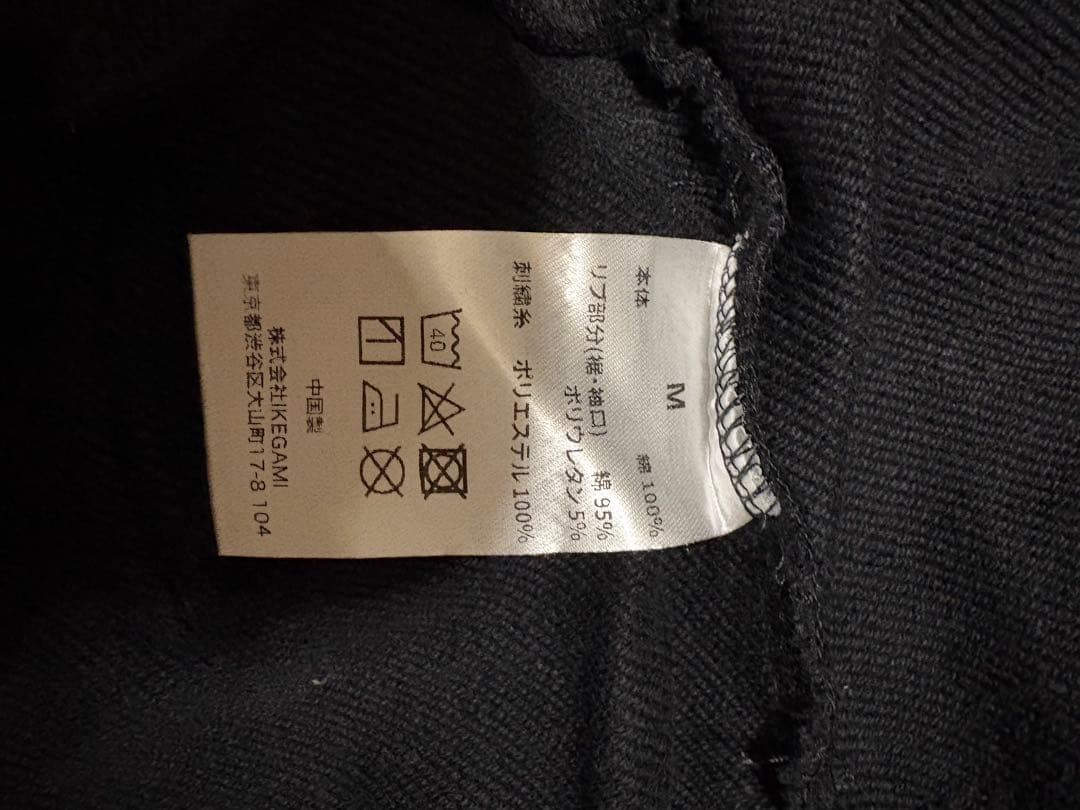 M
本体 綿 100%
リブ部分(裾・袖口) 綿 95%
ポリウレタン 5%
刺繍糸 ポリエステル 100%
40
中国製
株式会社IKEGAMI
東京都渋谷区大山町17-8 104